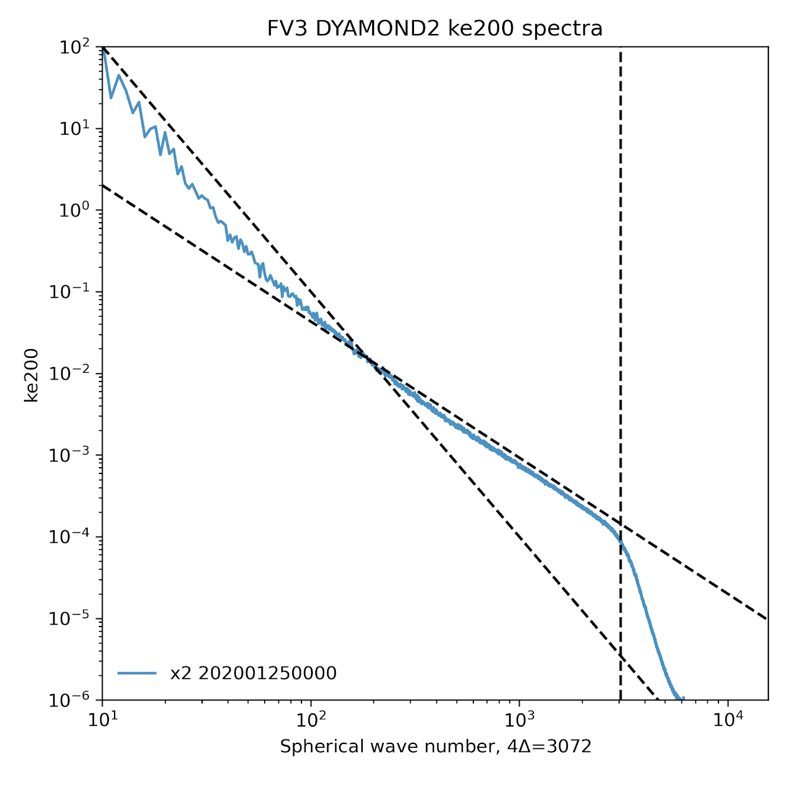 FV3 DYAMOND2 ke200 spectra
10²
10¹
10⁰
10⁻¹
10⁻²
10⁻³
10⁻⁴
10⁻⁵
10⁻⁶
ke200
x2 202001250000
10¹ 10² 10³ 10⁴
Spherical wave number, 4Δ=3072